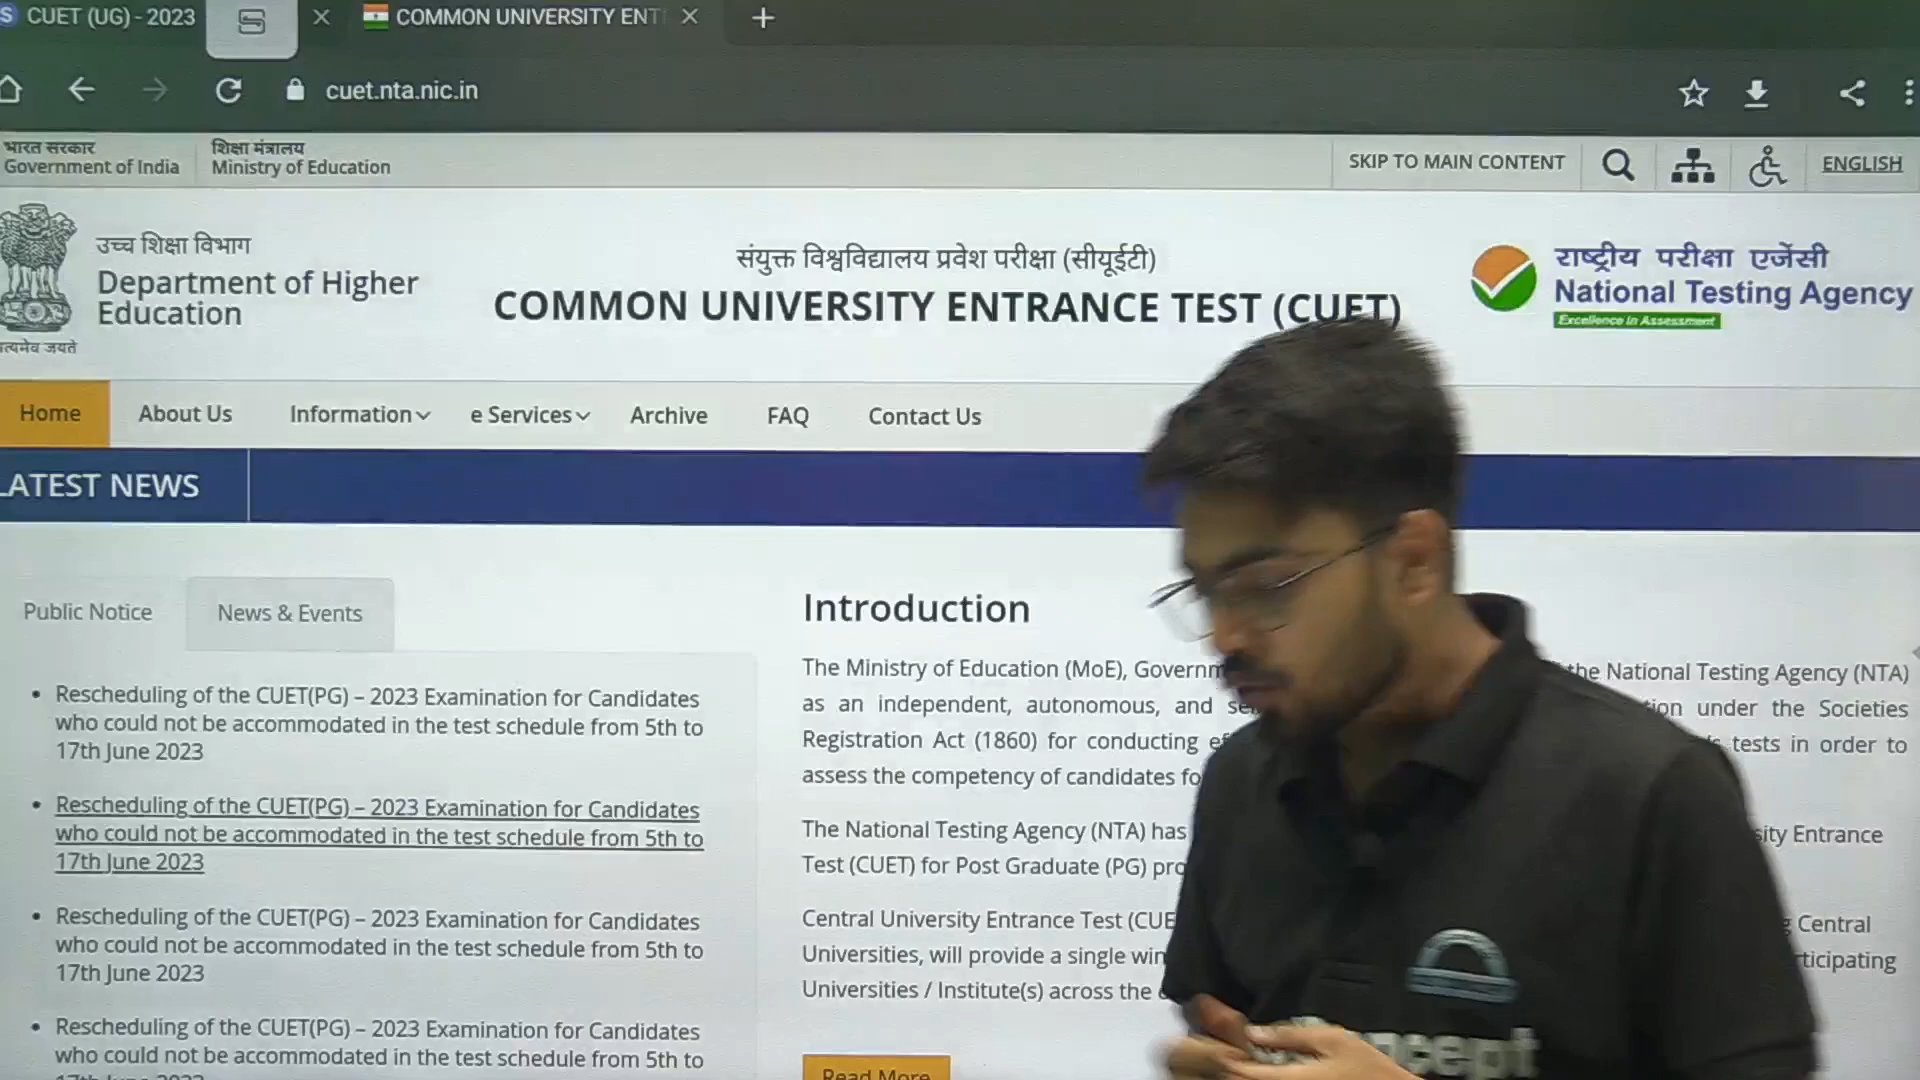 CUET (UG) - 2023
COMMON UNIVERSITY ENT
cuet.nta.nic.in
भारत सरकार
Government of India
शिक्षा मंत्रालय
Ministry of Education
SKIP TO MAIN CONTENT
ENGLISH
उच्च शिक्षा विभाग
Department of Higher
Education
संयुक्त विश्वविद्यालय प्रवेश परीक्षा (सीयूईटी)
COMMON UNIVERSITY ENTRANCE TEST (CUET)
राष्ट्रीय परीक्षा एजेंसी
National Testing Agency
Excellence in Assessment
Home
About Us
Information
e Services
Archive
FAQ
Contact Us
LATEST NEWS
Public Notice
News & Events
• Rescheduling of the CUET(PG) – 2023 Examination for Candidates
who could not be accommodated in the test schedule from 5th to
17th June 2023
• Rescheduling of the CUET(PG) – 2023 Examination for Candidates
who could not be accommodated in the test schedule from 5th to
17th June 2023
• Rescheduling of the CUET(PG) – 2023 Examination for Candidates
who could not be accommodated in the test schedule from 5th to
17th June 2023
• Rescheduling of the CUET(PG) – 2023 Examination for Candidates
who could not be accommodated in the test schedule from 5th to
Introduction
The Ministry of Education (MoE), the National Testing Agency (NTA)
as an independent, autonomous, and under the Societies
Registration Act (1860) for conducting tests in order to
assess the competency of candidates
The National Testing Agency (NTA) has Entrance
Test (CUET) for Post Graduate (PG)
Central University Entrance Test Central
Universities, will provide a single
Universities / Institute(s) across the
Read More